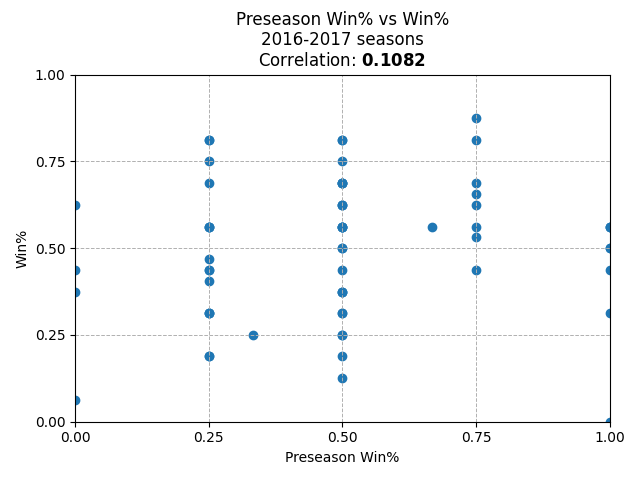 Preseason Win% vs Win%
2016-2017 seasons
Correlation: 0.1082
1.00
0.75
0.50
0.25
0.00
Win%
0.00 0.25 0.50 0.75 1.00
Preseason Win%